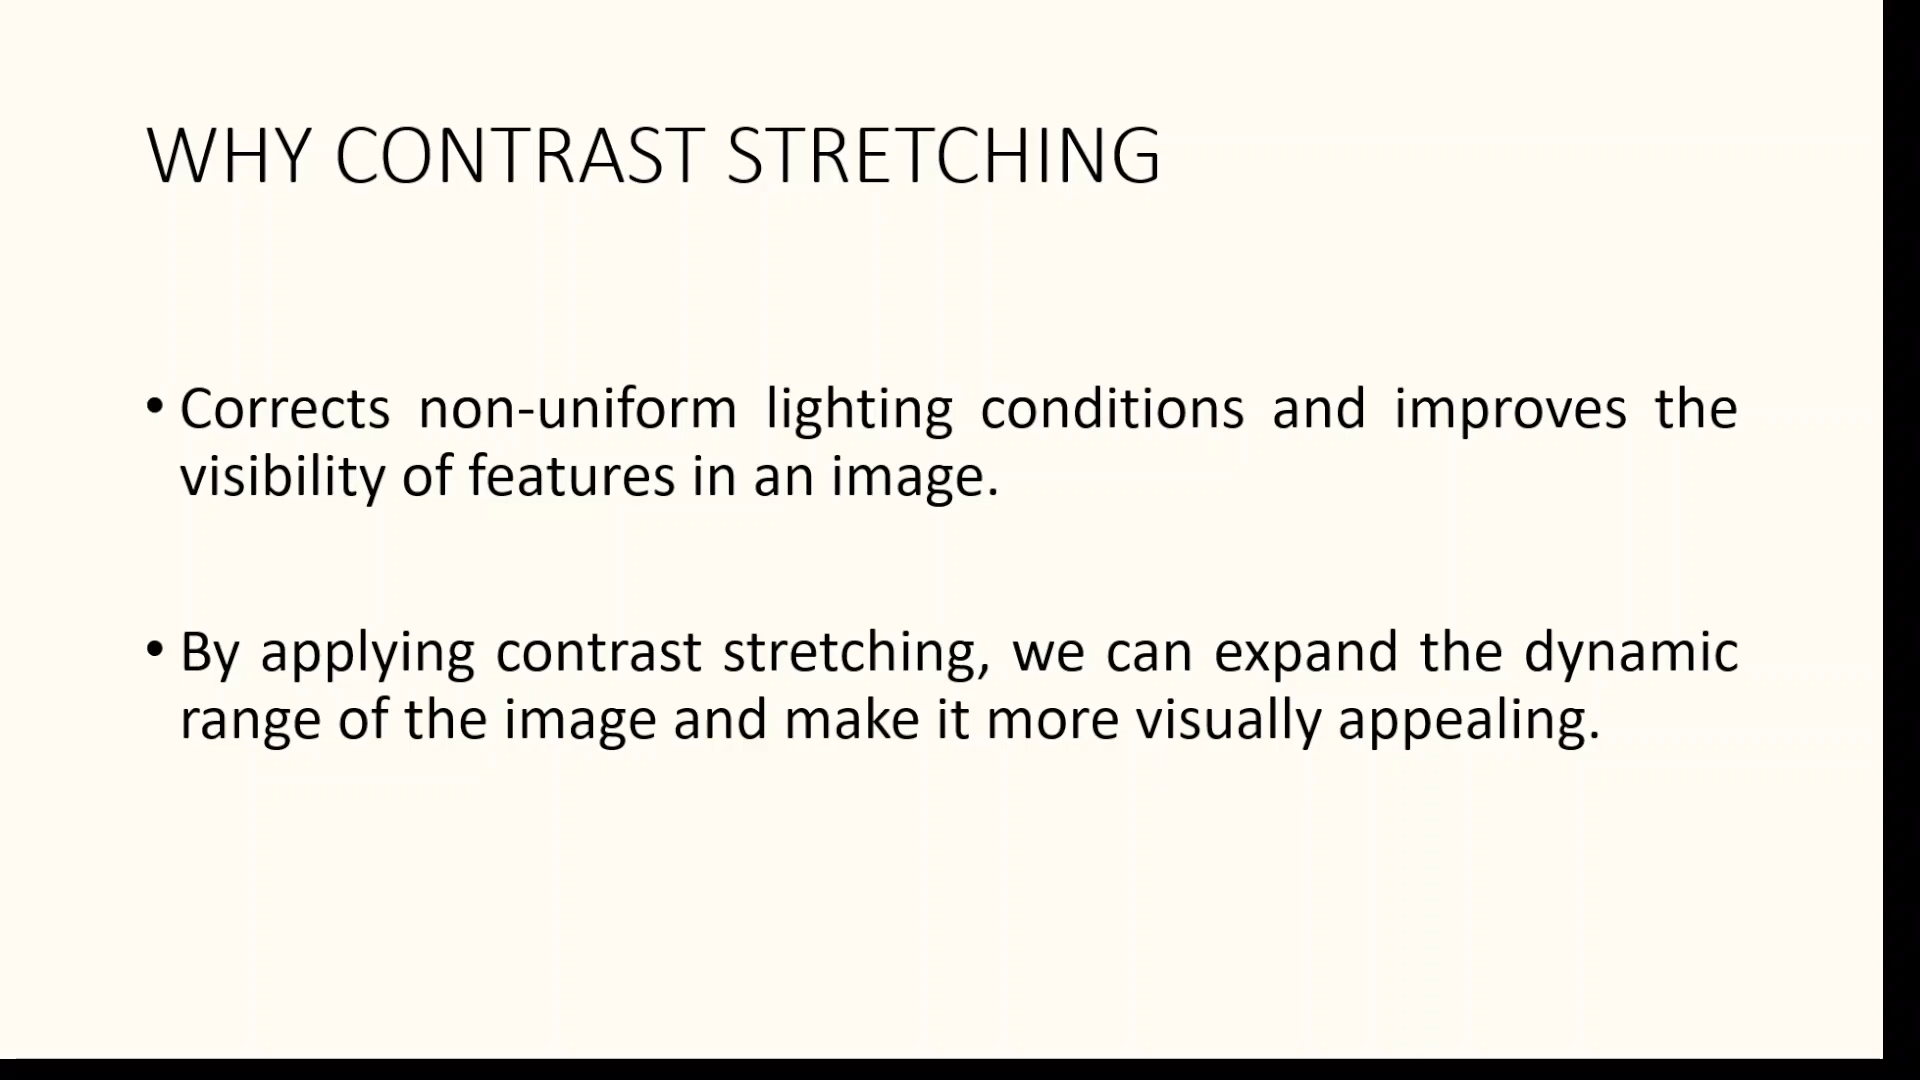 WHY CONTRAST STRETCHING
• Corrects non-uniform lighting conditions and improves the
visibility of features in an image.
• By applying contrast stretching, we can expand the dynamic
range of the image and make it more visually appealing.